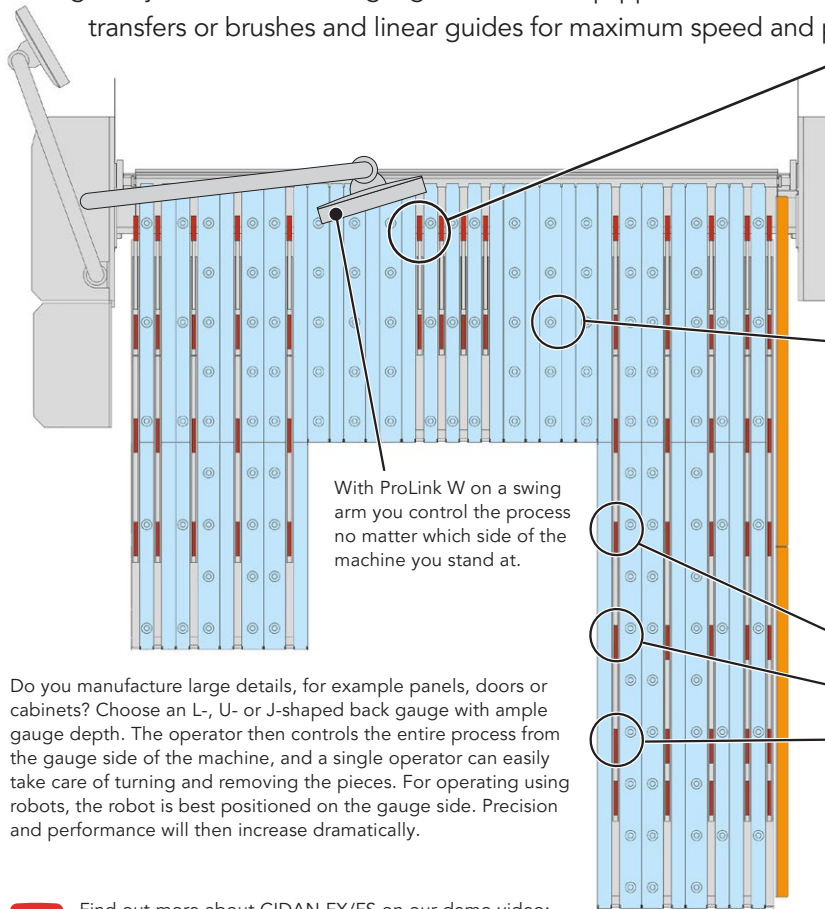 transfers or brushes and linear guides for maximum speed and
With ProLink W on a swing
arm you control the process
no matter which side of the
machine you stand at.
Do you manufacture large details, for example panels, doors or
cabinets? Choose an L-, U- or J-shaped back gauge with ample
gauge depth. The operator then controls the entire process from
the gauge side of the machine, and a single operator can easily
take care of turning and removing the pieces. For operating using
robots, the robot is best positioned on the gauge side. Precision
and performance will then increase dramatically.
Find out more about CIDAN FX/FS on our demo video: